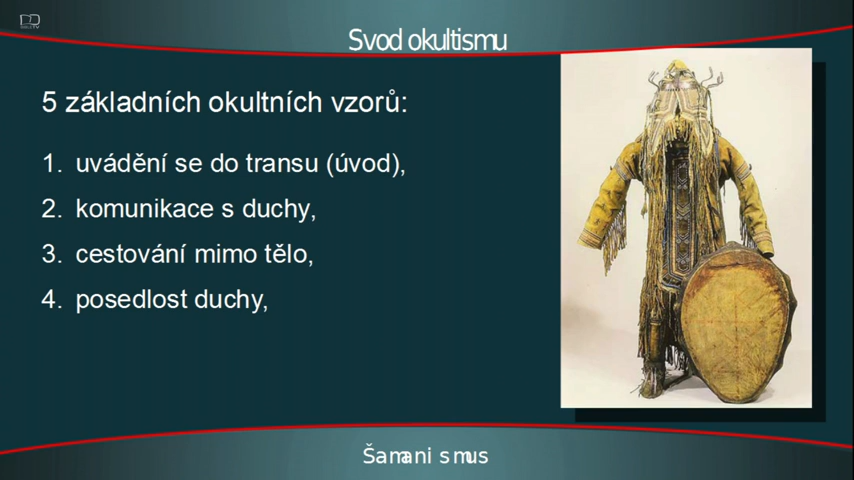 Svod okultismu
5 základních okultních vzorů:
1. uvádění se do transu (úvod),
2. komunikace s duchy,
3. cestování mimo tělo,
4. posedlost duchy,
Šamanismus